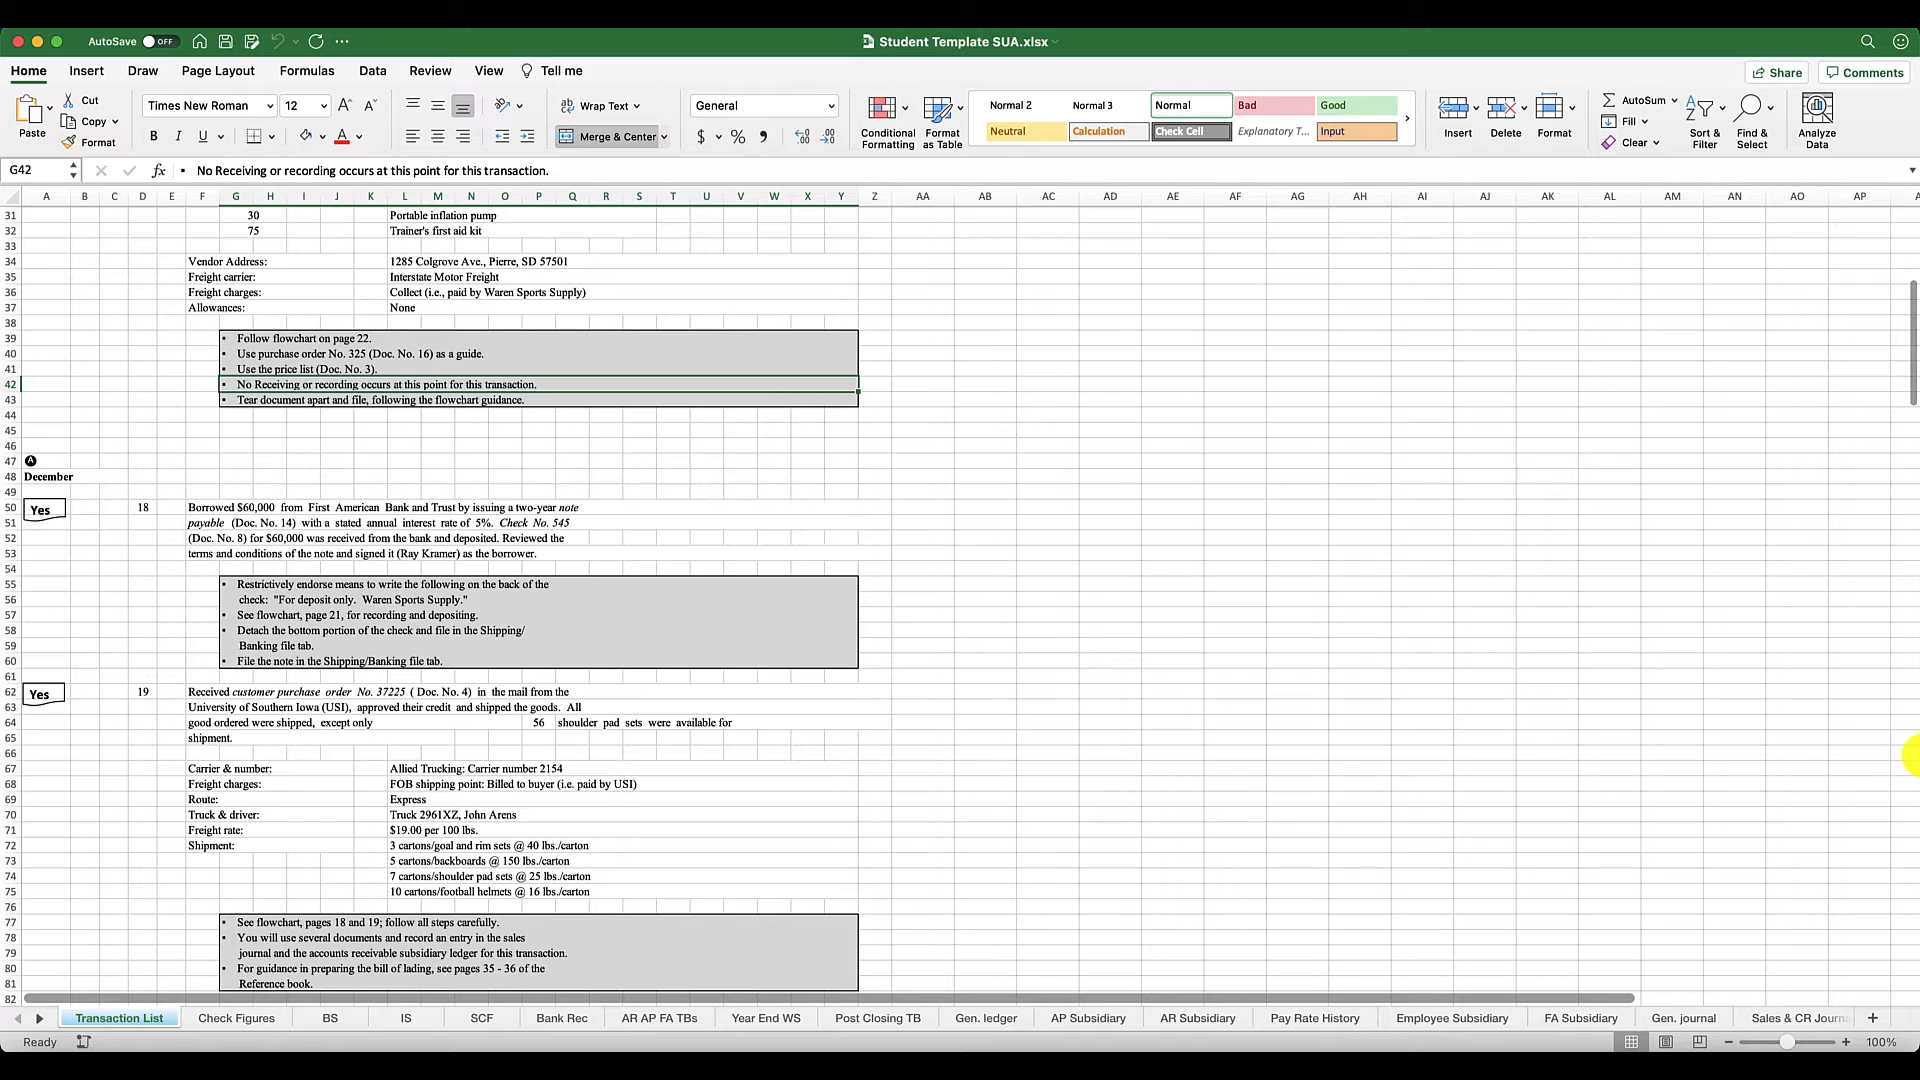 AutoSave OFF
Student Template SUA.xlsx
Home Insert Draw Page Layout Formulas Data Review View Tell me
Share Comments
Paste
Cut
Copy
Format
Times New Roman 12
B I U
Wrap Text
Merge & Center
General
$ % ,
Conditional Formatting
Format as Table
Normal 2 Normal 3 Normal Bad Good
Neutral Calculation Check Cell Explanatory T... Input
Insert Delete Format
AutoSum
Fill
Clear
Sort & Filter
Find & Select
Analyze Data
G42 fx • No Receiving or recording occurs at this point for this transaction.
A B C D E F G H I J K L M N O P Q R S T U V W X Y Z AA AB AC AD AE AF AG AH AI AJ AK AL AM AN AO AP
31 30 Portable inflation pump
32 75 Trainer's first aid kit
33
34 Vendor Address: 1285 Colgrove Ave., Pierre, SD 57501
35 Freight carrier: Interstate Motor Freight
36 Freight charges: Collect (i.e., paid by Waren Sports Supply)
37 Allowances: None
38
39 • Follow flowchart on page 22.
40 • Use purchase order No. 325 (Doc. No. 16) as a guide.
41 • Use the price list (Doc. No. 3).
42 • No Receiving or recording occurs at this point for this transaction.
43 • Tear document apart and file, following the flowchart guidance.
44
45
46
47 A
48 December
49
50 Yes 18 Borrowed $60,000 from First American Bank and Trust by issuing a two-year note
51 payable (Doc. No. 14) with a stated annual interest rate of 5%. Check No. 545
52 (Doc. No. 8) for $60,000 was received from the bank and deposited. Reviewed the
53 terms and conditions of the note and signed it (Ray Kramer) as the borrower.
54
55 • Restrictively endorse means to write the following on the back of the
56 check: "For deposit only. Waren Sports Supply."
57 • See flowchart, page 21, for recording and depositing.
58 • Detach the bottom portion of the check and file in the Shipping/
59 Banking file tab.
60 • File the note in the Shipping/Banking file tab.
61
62 Yes 19 Received customer purchase order No. 37225 ( Doc. No. 4) in the mail from the
63 University of Southern Iowa (USI), approved their credit and shipped the goods. All
64 good ordered were shipped, except only 56 shoulder pad sets were available for
65 shipment.
66
67 Carrier & number: Allied Trucking: Carrier number 2154
68 Freight charges: FOB shipping point: Billed to buyer (i.e. paid by USI)
69 Route: Express
70 Truck & driver: Truck 2961XZ, John Arens
71 Freight rate: $19.00 per 100 lbs.
72 Shipment: 3 cartons/goal and rim sets @ 40 lbs./carton
73 5 cartons/backboards @ 150 lbs./carton
74 7 cartons/shoulder pad sets @ 25 lbs./carton
75 10 cartons/football helmets @ 16 lbs./carton
76
77 • See flowchart, pages 18 and 19; follow all steps carefully.
78 • You will use several documents and record an entry in the sales
79 journal and the accounts receivable subsidiary ledger for this transaction.
80 • For guidance in preparing the bill of lading, see pages 35 - 36 of the
81 Reference book.
82
Transaction List Check Figures BS IS SCF Bank Rec AR AP FA TBs Year End WS Post Closing TB Gen. ledger AP Subsidiary AR Subsidiary Pay Rate History Employee Subsidiary FA Subsidiary Gen. journal Sales & CR Journa
Ready 100%